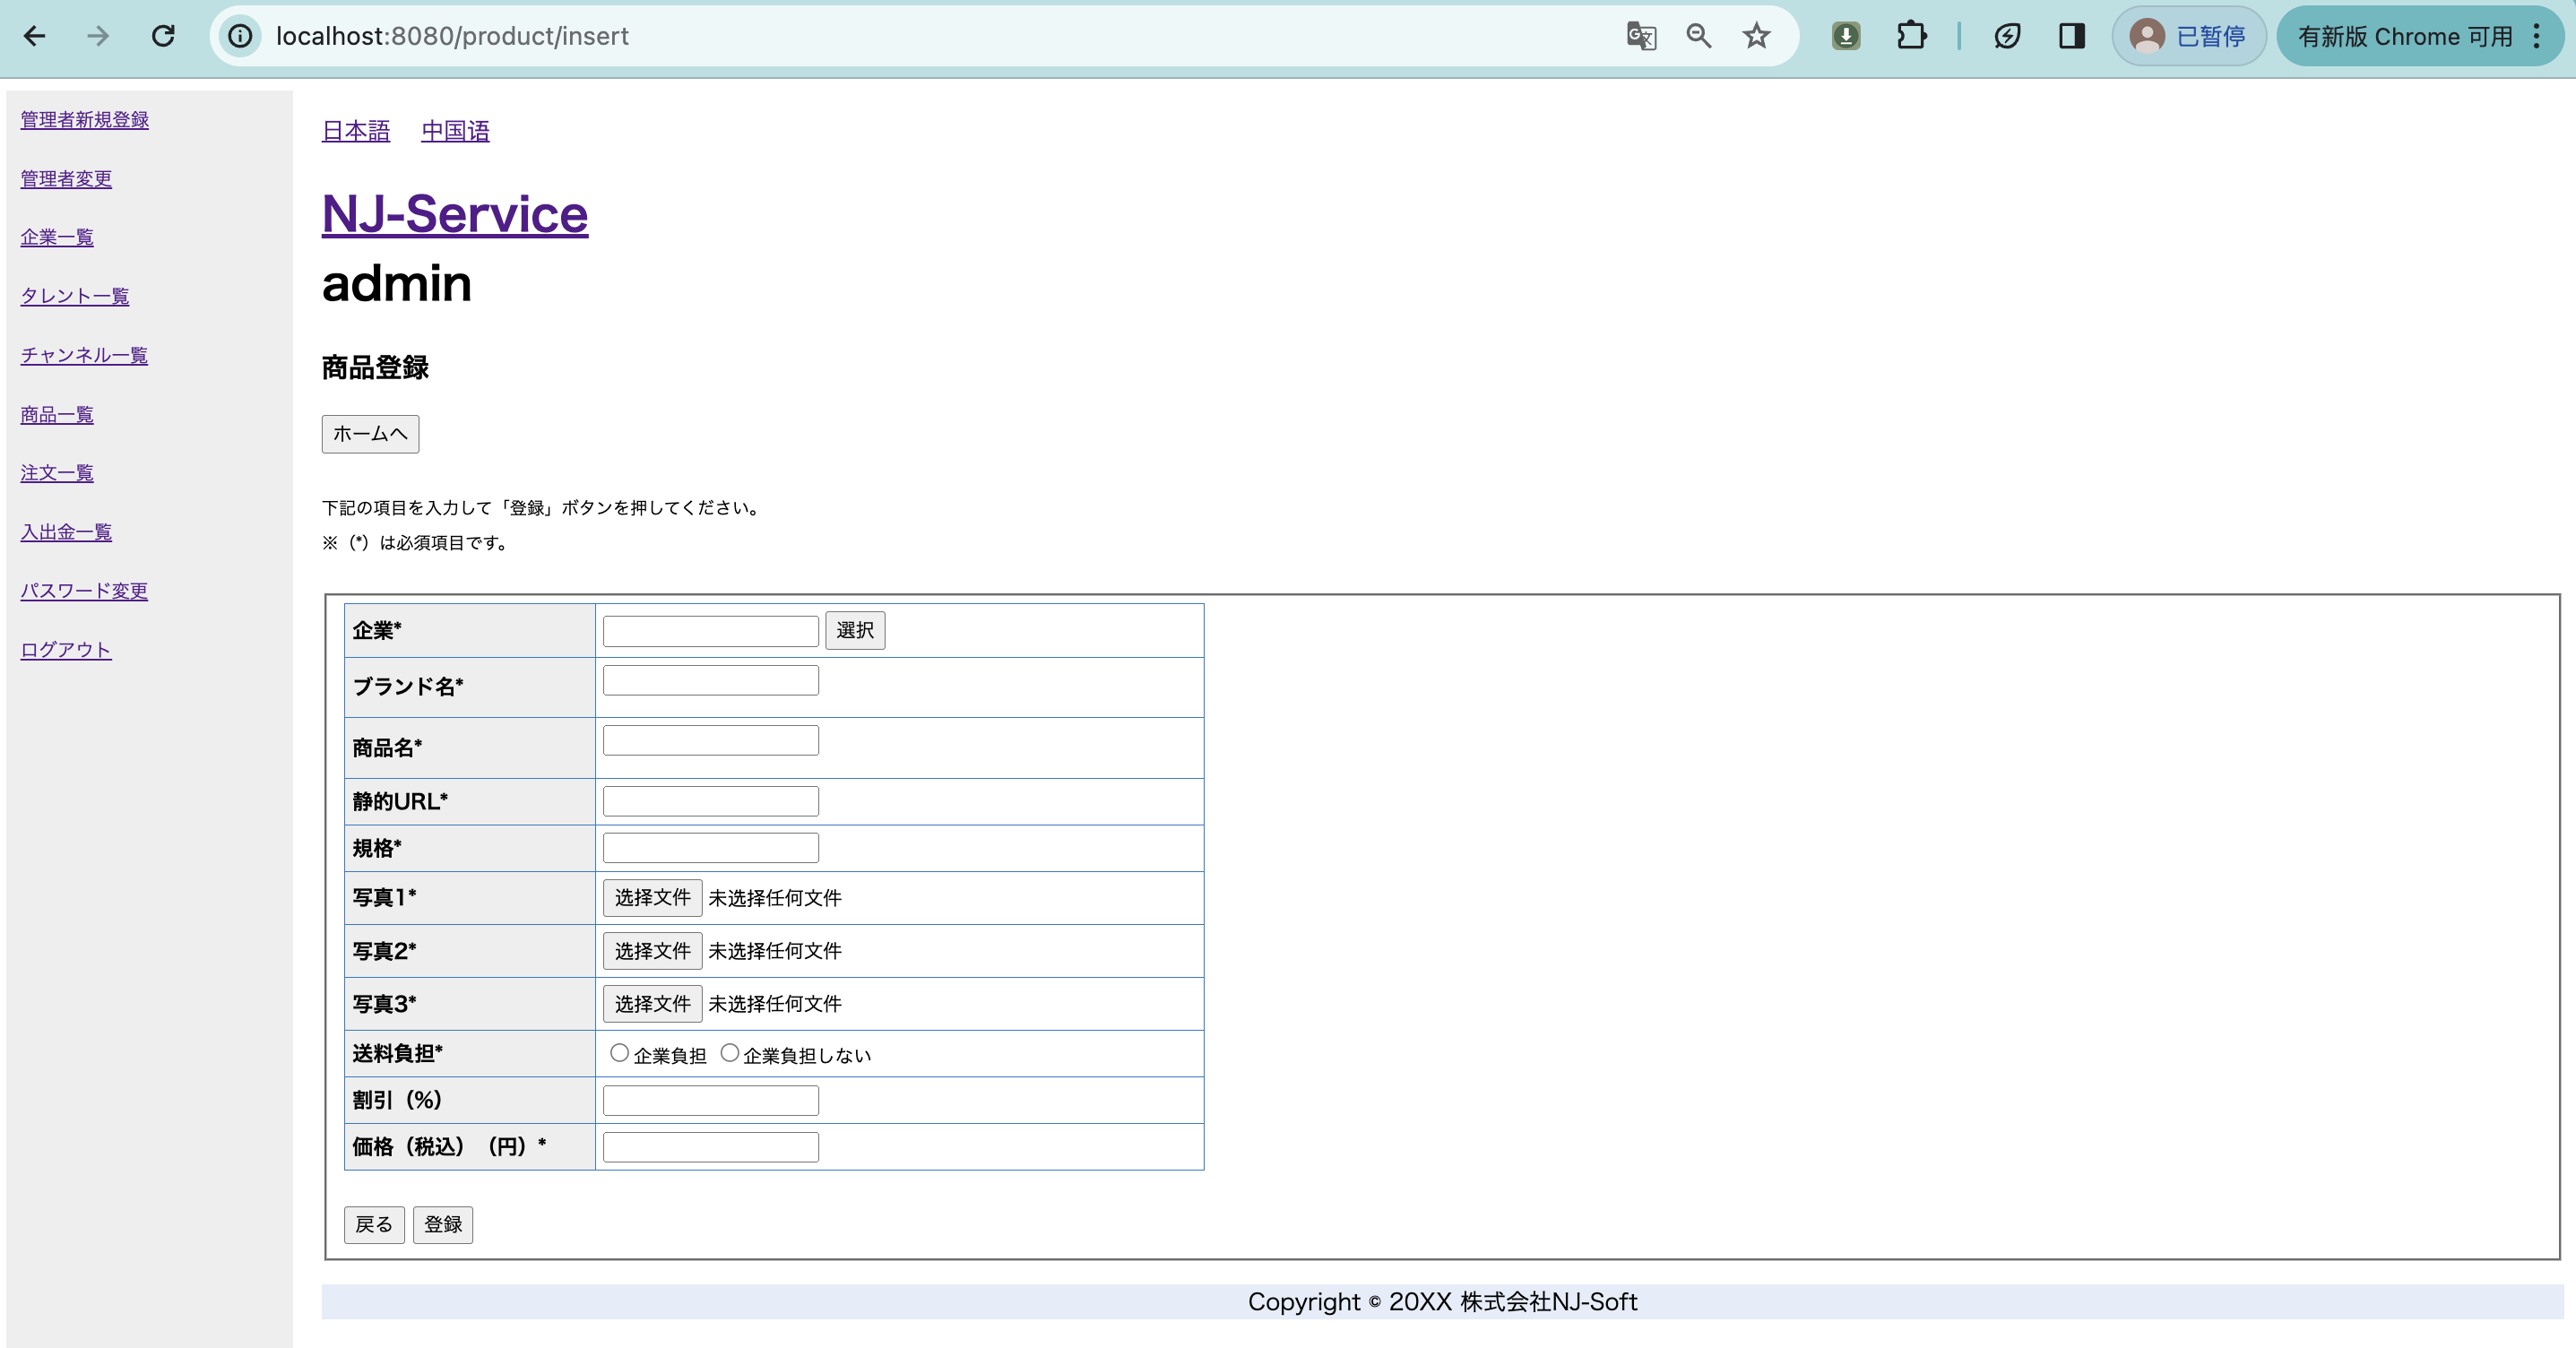 localhost:8080/product/insert
已暂停
有新版 Chrome 可用
管理者新規登録
管理者変更
企業一覧
タレント一覧
チャンネル一覧
商品一覧
注文一覧
入出金一覧
パスワード変更
ログアウト
日本語 中国语
NJ-Service
admin
商品登録
ホームへ
下記の項目を入力して「登録」ボタンを押してください。
※（*）は必須項目です。
企業* 選択
ブランド名*
商品名*
静的URL*
規格*
写真1* 选择文件 未选择任何文件
写真2* 选择文件 未选择任何文件
写真3* 选择文件 未选择任何文件
送料負担* 企業負担 企業負担しない
割引（%）
価格（税込）（円）*
戻る 登録
Copyright © 20XX 株式会社NJ-Soft